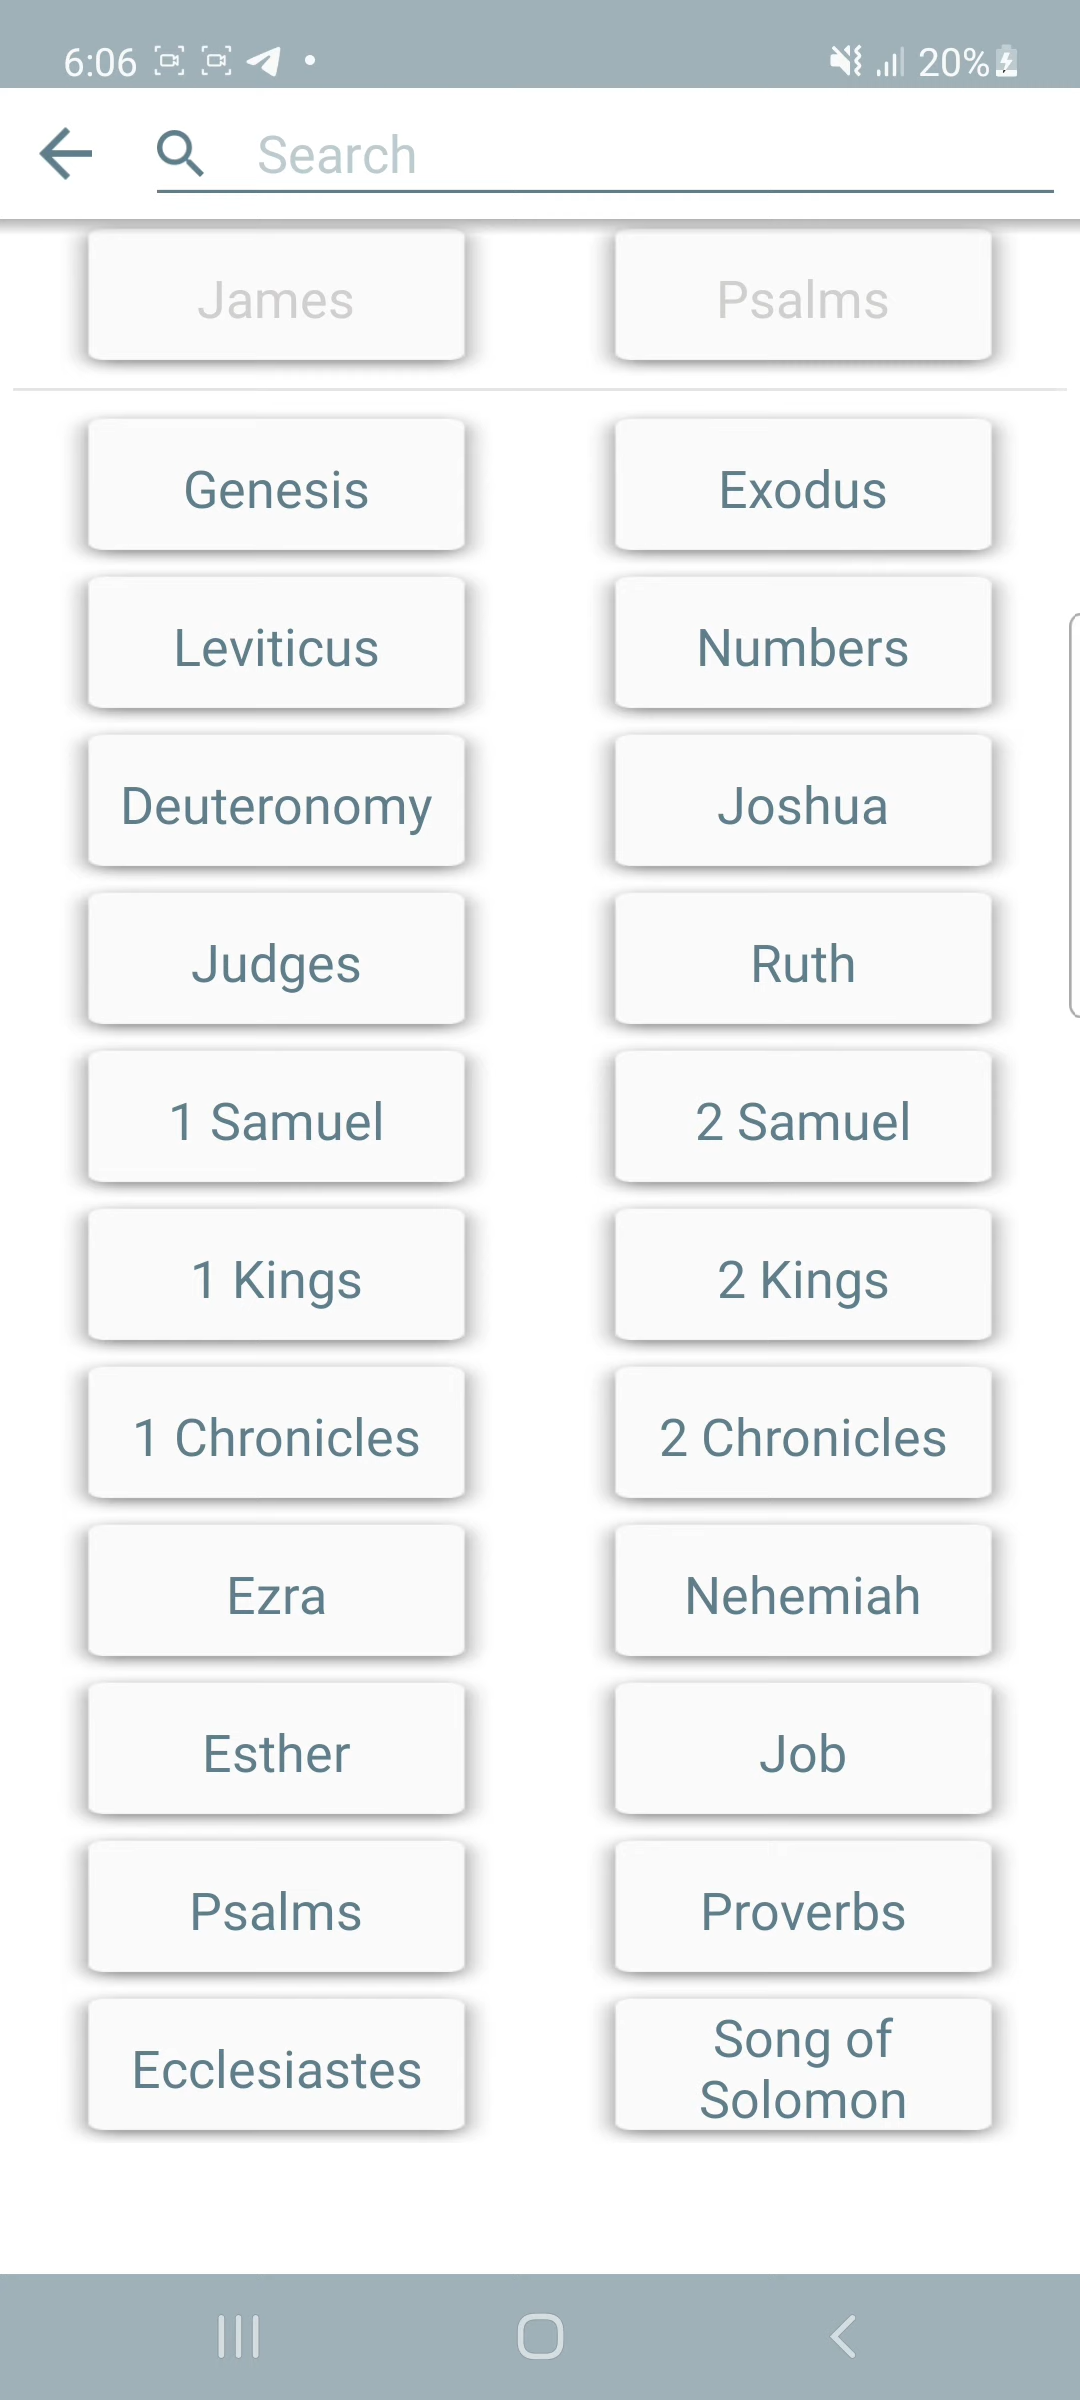 6:06
20%
Search
James
Psalms
Genesis
Exodus
Leviticus
Numbers
Deuteronomy
Joshua
Judges
Ruth
1 Samuel
2 Samuel
1 Kings
2 Kings
1 Chronicles
2 Chronicles
Ezra
Nehemiah
Esther
Job
Psalms
Proverbs
Ecclesiastes
Song of
Solomon